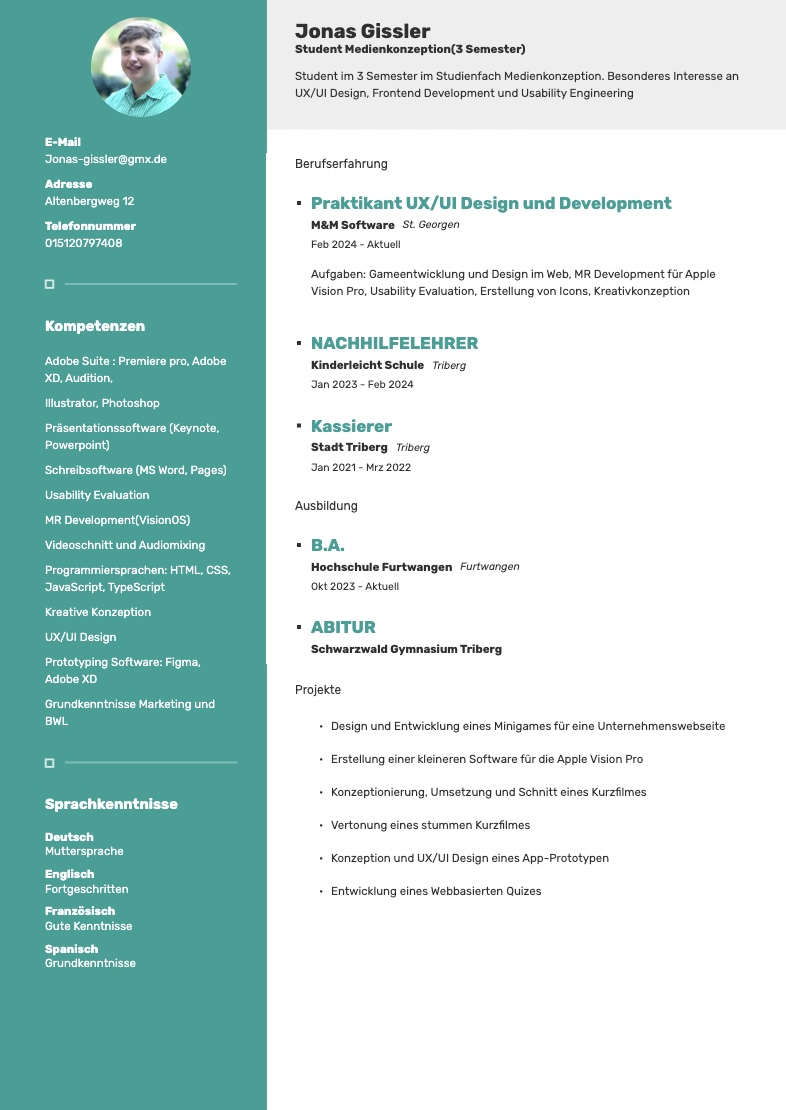 Jonas Gissler
Student Medienkonzeption(3 Semester)
Student im 3 Semester im Studienfach Medienkonzeption. Besonderes Interesse an
UX/UI Design, Frontend Development und Usability Engineering
E-Mail
Jonas-gissler@gmx.de
Adresse
Altenbergweg 12
Telefonnummer
015120797408
Kompetenzen
Adobe Suite : Premiere pro, Adobe
XD, Audition,
Illustrator, Photoshop
Präsentationssoftware (Keynote,
Powerpoint)
Schreibsoftware (MS Word, Pages)
Usability Evaluation
MR Development(VisionOS)
Videoschnitt und Audiomixing
Programmiersprachen: HTML, CSS,
JavaScript, TypeScript
Kreative Konzeption
UX/UI Design
Prototyping Software: Figma,
Adobe XD
Grundkenntnisse Marketing und
BWL
Sprachkenntnisse
Deutsch
Muttersprache
Englisch
Fortgeschritten
Französisch
Gute Kenntnisse
Spanisch
Grundkenntnisse
Berufserfahrung
▪ Praktikant UX/UI Design und Development
M&M Software St. Georgen
Feb 2024 - Aktuell
Aufgaben: Gameentwicklung und Design im Web, MR Development für Apple
Vision Pro, Usability Evaluation, Erstellung von Icons, Kreativkonzeption
▪ NACHHILFELEHRER
Kinderleicht Schule Triberg
Jan 2023 - Feb 2024
▪ Kassierer
Stadt Triberg Triberg
Jan 2021 - Mrz 2022
Ausbildung
▪ B.A.
Hochschule Furtwangen Furtwangen
Okt 2023 - Aktuell
▪ ABITUR
Schwarzwald Gymnasium Triberg
Projekte
• Design und Entwicklung eines Minigames für eine Unternehmenswebseite
• Erstellung einer kleineren Software für die Apple Vision Pro
• Konzeptionierung, Umsetzung und Schnitt eines Kurzfilmes
• Vertonung eines stummen Kurzfilmes
• Konzeption und UX/UI Design eines App-Prototypen
• Entwicklung eines Webbasierten Quizes